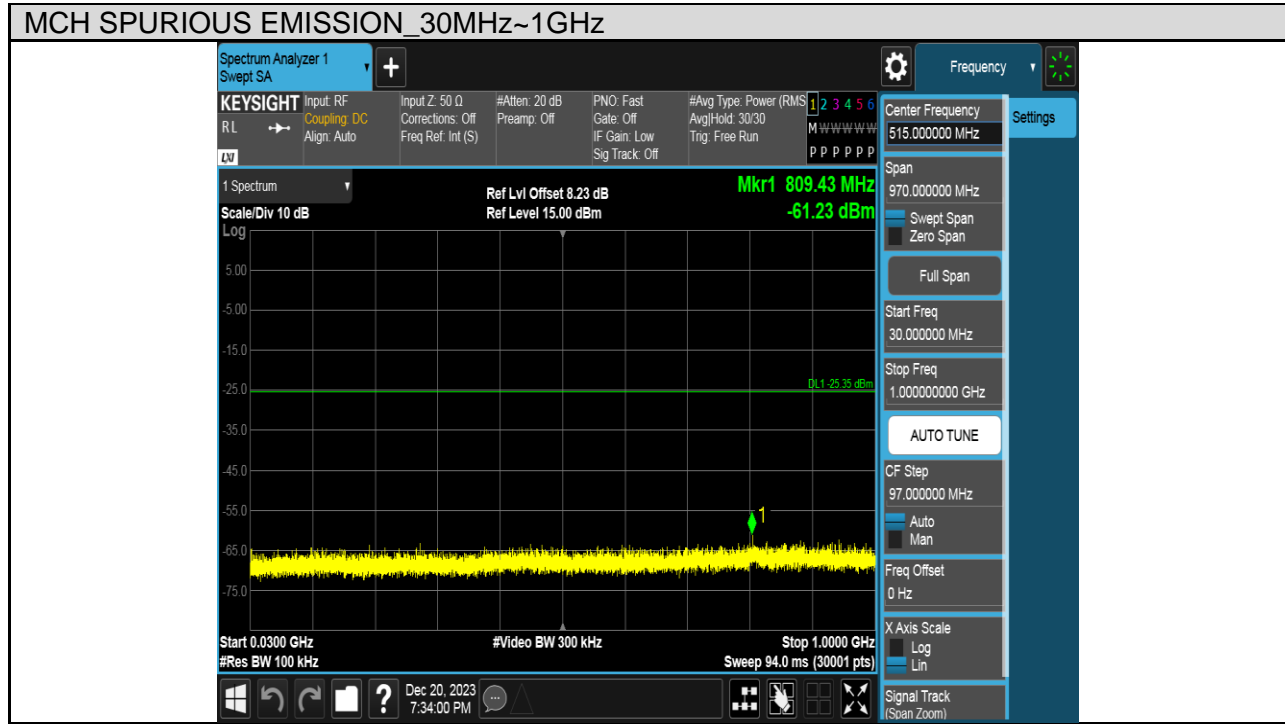 MCH SPURIOUS EMISSION_30MHz~1GHz
Spectrum Analyzer 1
Swept SA
+
Frequency
KEYSIGHT
RL
LXI
Input: RF
Coupling: DC
Align: Auto
Input Z: 50 Ω
Corrections: Off
Freq Ref: Int (S)
#Atten: 20 dB
Preamp: Off
PNO: Fast
Gate: Off
IF Gain: Low
Sig Track: Off
#Avg Type: Power (RMS
Avg|Hold: 30/30
Trig: Free Run
1 2 3 4 5 6
M W W W W W
P P P P P P
1 Spectrum
Scale/Div 10 dB
Log
Ref Lvl Offset 8.23 dB
Ref Level 15.00 dBm
Mkr1 809.43 MHz
-61.23 dBm
5.00
-5.00
-15.0
-25.0
DL1 -25.35 dBm
-35.0
-45.0
-55.0
1
-65.0
-75.0
Start 0.0300 GHz
#Res BW 100 kHz
#Video BW 300 kHz
Stop 1.0000 GHz
Sweep 94.0 ms (30001 pts)
Dec 20, 2023
7:34:00 PM
?
Center Frequency
515.000000 MHz
Settings
Span
970.000000 MHz
Swept Span
Zero Span
Full Span
Start Freq
30.000000 MHz
Stop Freq
1.000000000 GHz
AUTO TUNE
CF Step
97.000000 MHz
Auto
Man
Freq Offset
0 Hz
X Axis Scale
Log
Lin
Signal Track
(Span Zoom)